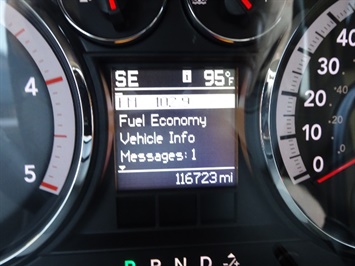 SE 95°F
Fuel Economy
Vehicle Info
Messages: 1
116723 mi
4
5
40
30
20
10
0
P R N D